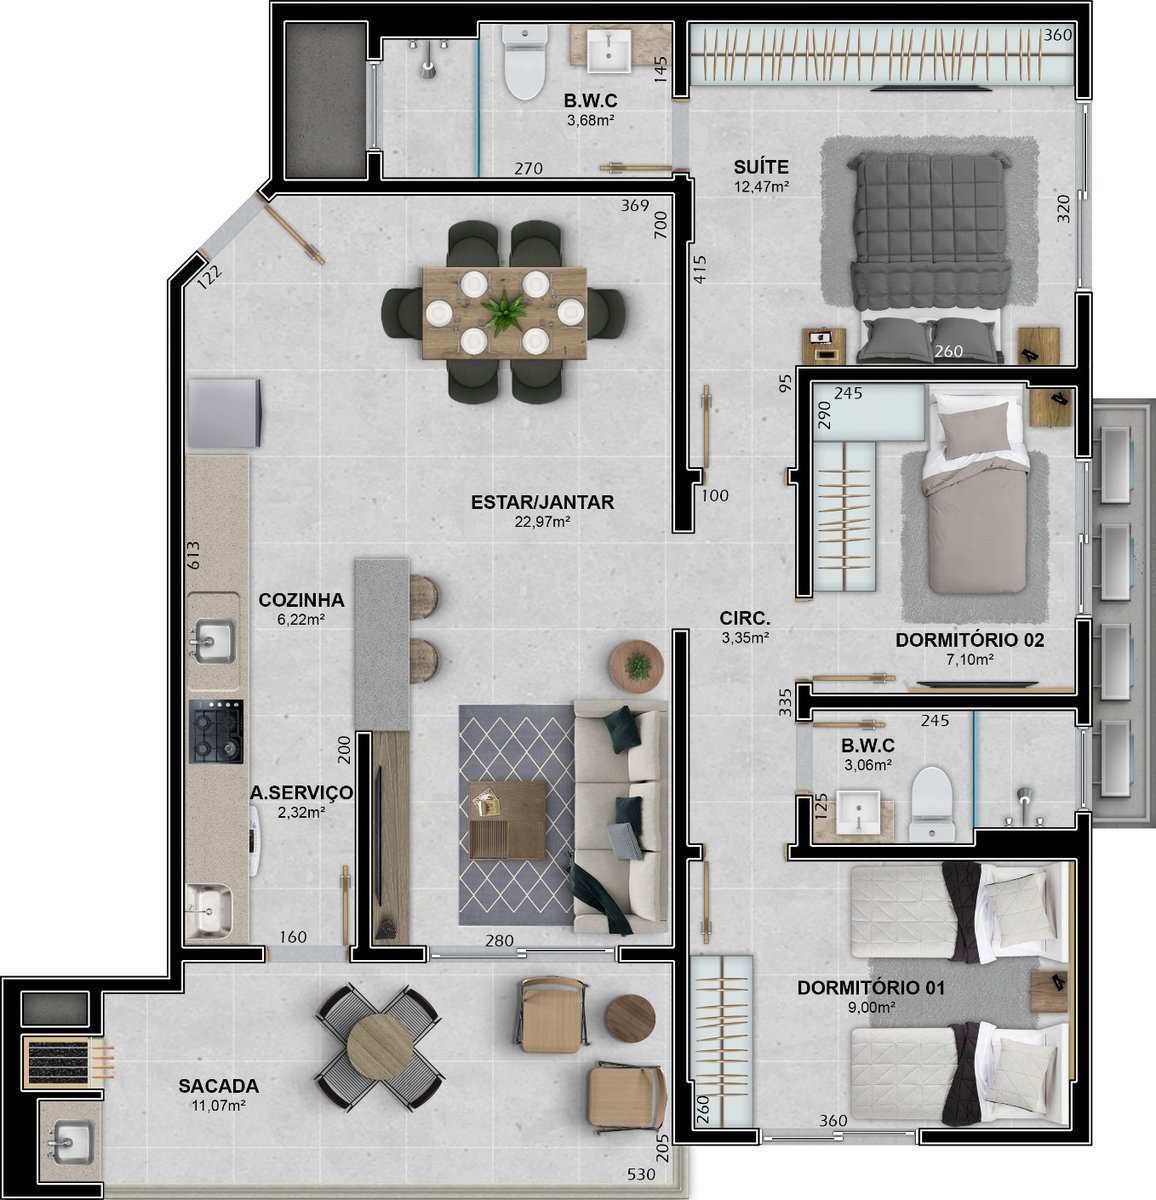 360
145
B.W.C
3,68m²
270
SUÍTE
12,47m²
320
369
700
415
122
260
95
245
290
100
ESTAR/JANTAR
22,97m²
613
COZINHA
6,22m²
CIRC.
3,35m²
DORMITÓRIO 02
7,10m²
335
245
B.W.C
3,06m²
125
200
A.SERVIÇO
2,32m²
160
280
DORMITÓRIO 01
9,00m²
SACADA
11,07m²
260
360
205
530